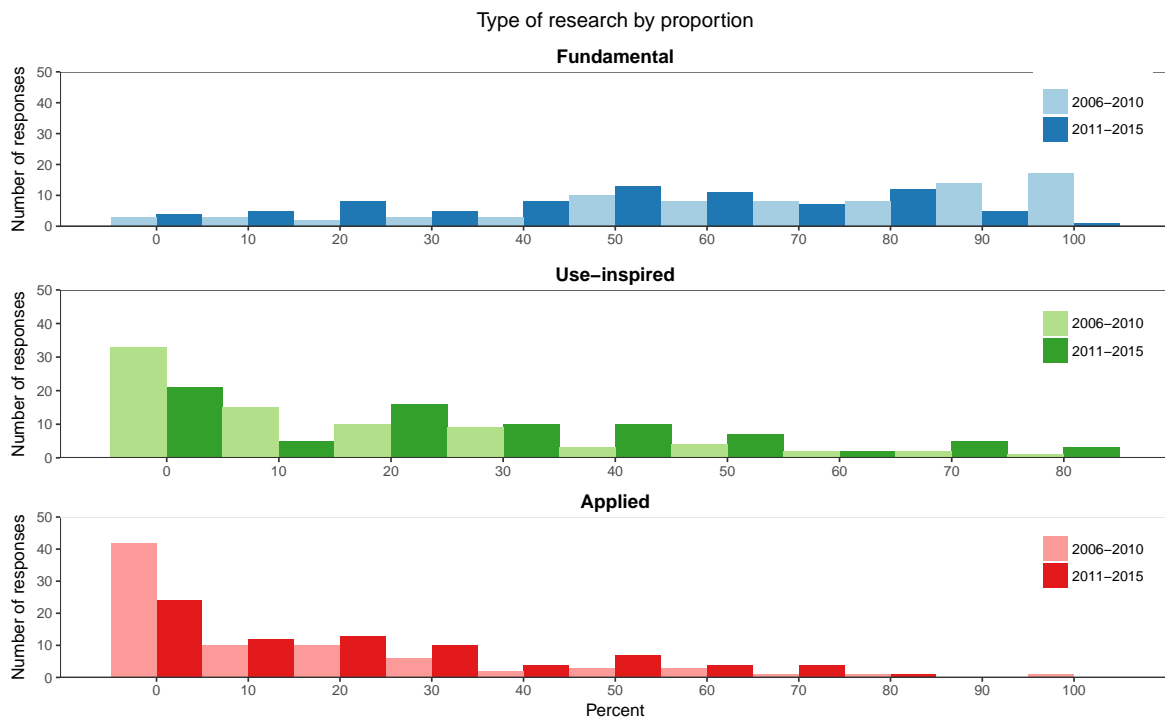 Type of research by proportion
Fundamental
Number of responses
50
40
30
20
10
0
2006−2010
2011−2015
0 10 20 30 40 50 60 70 80 90 100
Use−inspired
Number of responses
50
40
30
20
10
0
2006−2010
2011−2015
0 10 20 30 40 50 60 70 80
Applied
Number of responses
50
40
30
20
10
0
2006−2010
2011−2015
0 10 20 30 40 50 60 70 80 90 100
Percent